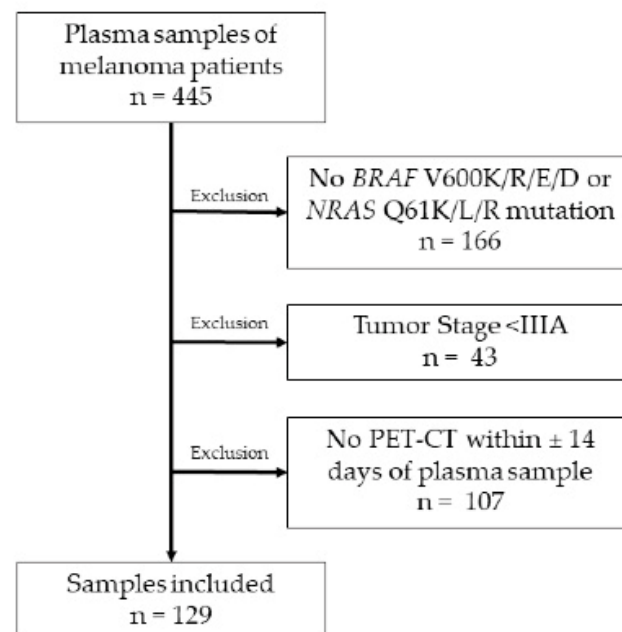 Plasma samples of
melanoma patients
n = 445
Exclusion
No BRAF V600K/R/E/D or
NRAS Q61K/L/R mutation
n = 166
Exclusion
Tumor Stage <IIIA
n = 43
Exclusion
No PET-CT within ± 14
days of plasma sample
n = 107
Samples included
n = 129